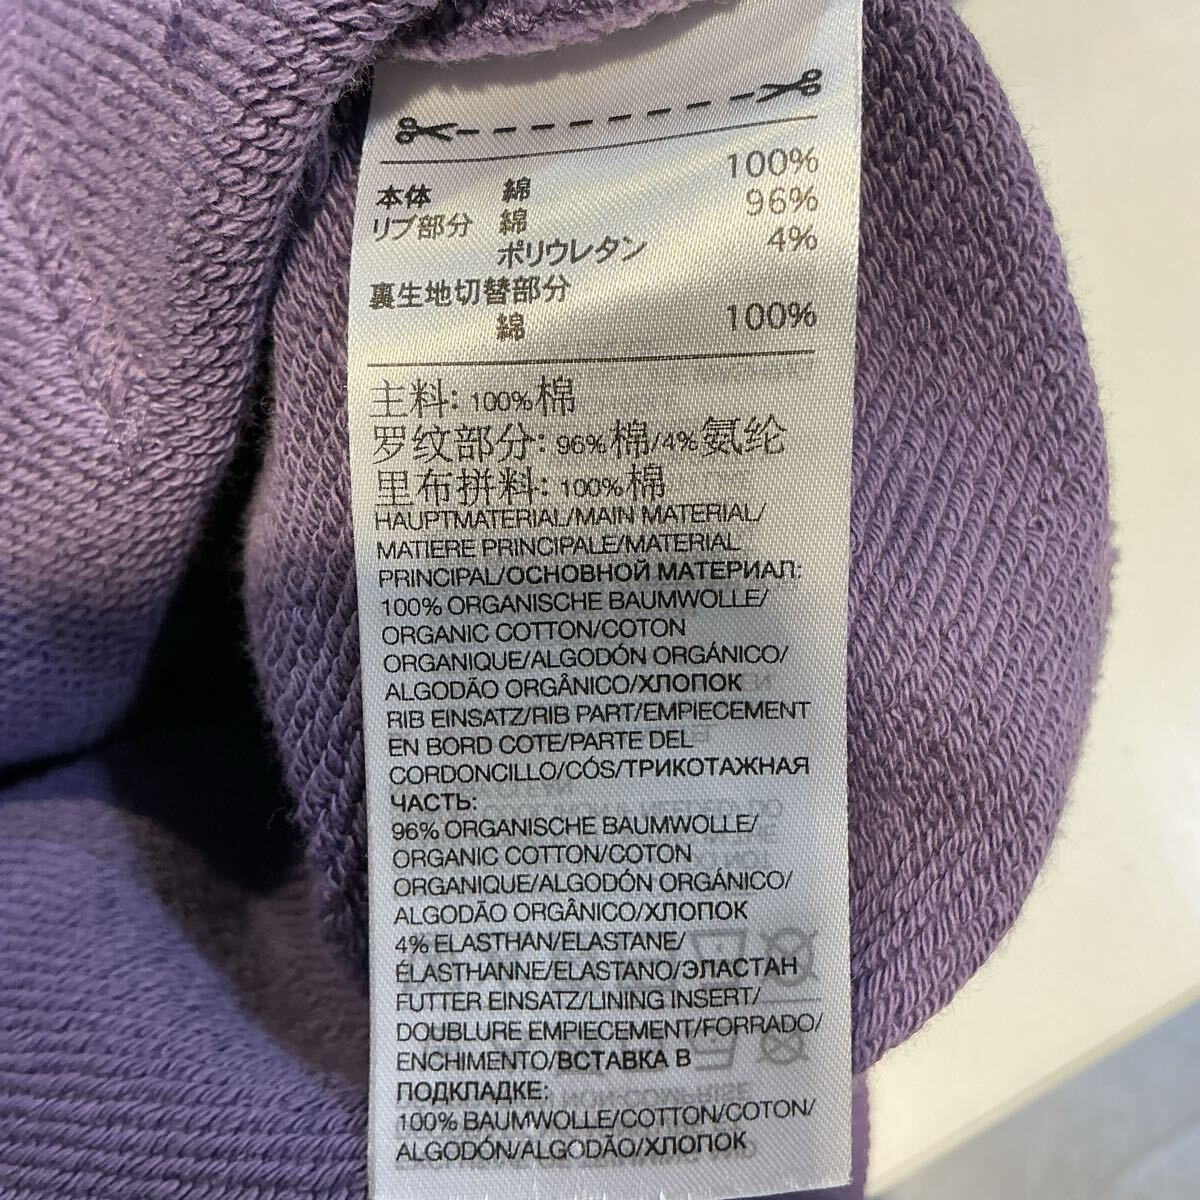 本体 綿 100%
リブ部分 綿 96%
ポリウレタン 4%
裏生地切替部分
綿 100%
主料: 100%棉
罗纹部分: 96%棉/4%氨纶
里布拼料: 100%棉
HAUPTMATERIAL/MAIN MATERIAL/
MATIERE PRINCIPALE/MATERIAL
PRINCIPAL/ОСНОВНОЙ МАТЕРИАЛ:
100% ORGANISCHE BAUMWOLLE/
ORGANIC COTTON/COTON
ORGANIQUE/ALGODÓN ORGÁNICO/
ALGODÃO ORGÂNICO/ХЛОПОК
RIB EINSATZ/RIB PART/EMPIECEMENT
EN BORD COTE/PARTE DEL
CORDONCILLO/CÓS/ТРИКОТАЖНАЯ
ЧАСТЬ:
96% ORGANISCHE BAUMWOLLE/
ORGANIC COTTON/COTON
ORGANIQUE/ALGODÓN ORGÁNICO/
ALGODÃO ORGÂNICO/ХЛОПОК
4% ELASTHAN/ELASTANE/
ÉLASTHANNE/ELASTANO/ЭЛАСТАН
FUTTER EINSATZ/LINING INSERT/
DOUBLURE EMPIECEMENT/FORRADO/
ENCHIMENTO/ВСТАВКА В
ПОДКЛАДКЕ:
100% BAUMWOLLE/COTTON/COTON/
ALGODÓN/ALGODÃO/ХЛОПОК